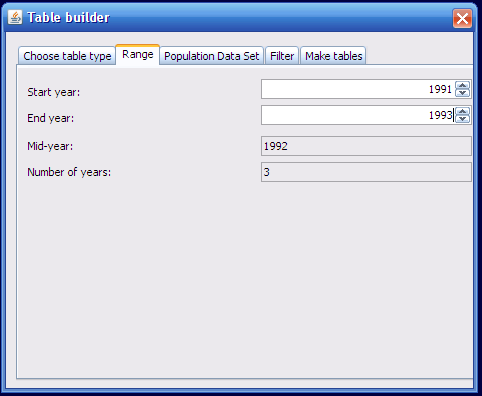 Table builder
Choose table type Range Population Data Set Filter Make tables
Start year: 1991
End year: 1993
Mid-year: 1992
Number of years: 3